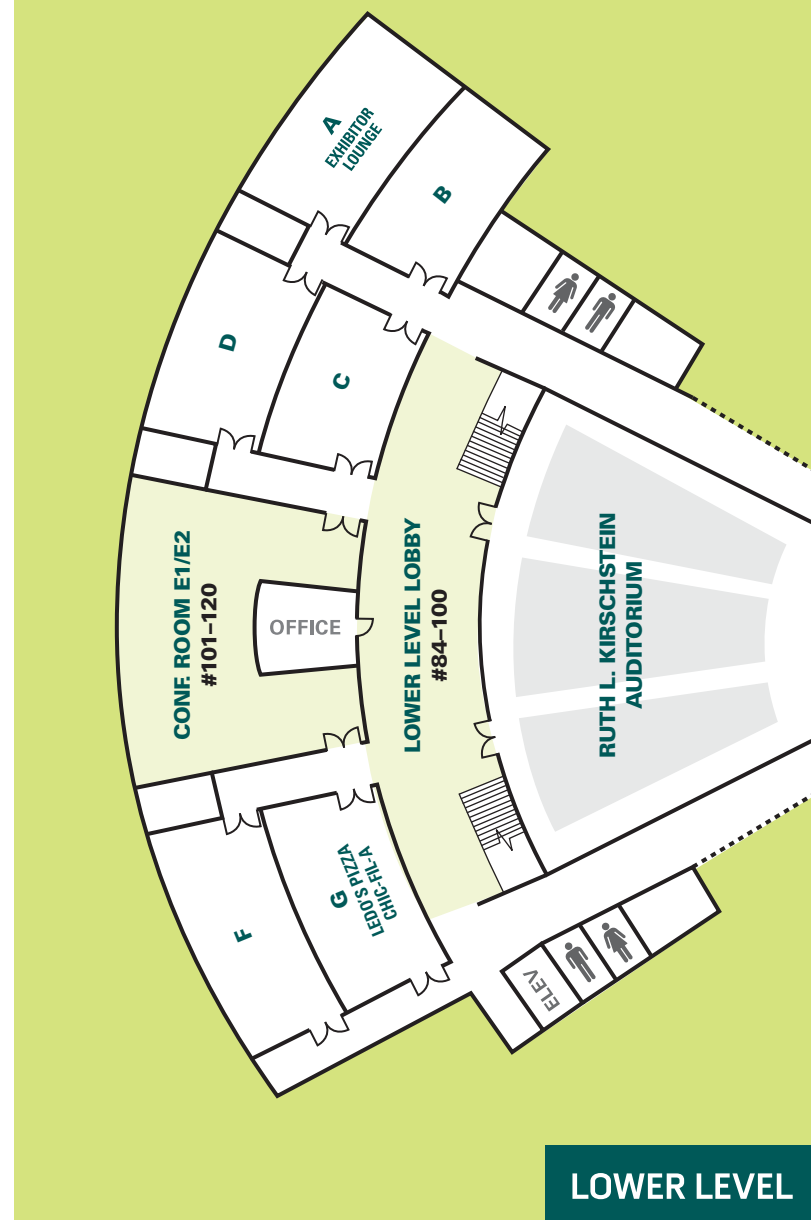 A
EXHIBITOR
LOUNGE
B
D
C
CONF. ROOM E1/E2
#101–120
OFFICE
LOWER LEVEL LOBBY
#84–100
RUTH L. KIRSCHSTEIN
AUDITORIUM
G
LEDO'S PIZZA
CHIC-FIL-A
F
ELEV
LOWER LEVEL